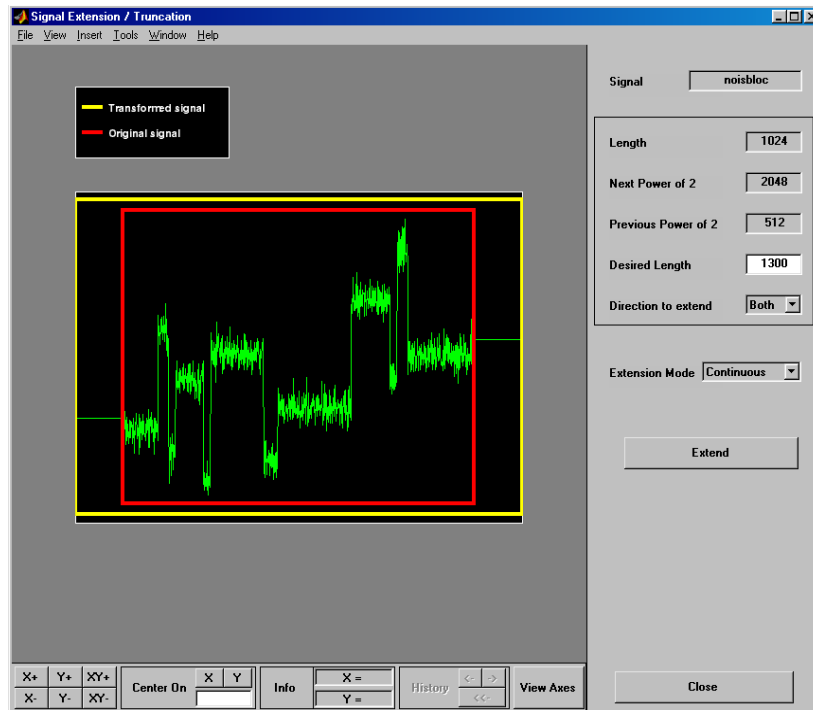 Signal Extension / Truncation
File View Insert Tools Window Help
Transformed signal
Original signal
Signal noisbloc
Length 1024
Next Power of 2 2048
Previous Power of 2 512
Desired Length 1300
Direction to extend Both
Extension Mode Continuous
Extend
X+ Y+ XY+
X- Y- XY-
Center On X Y
Info X =
Y =
History <- ->
<<-
View Axes
Close